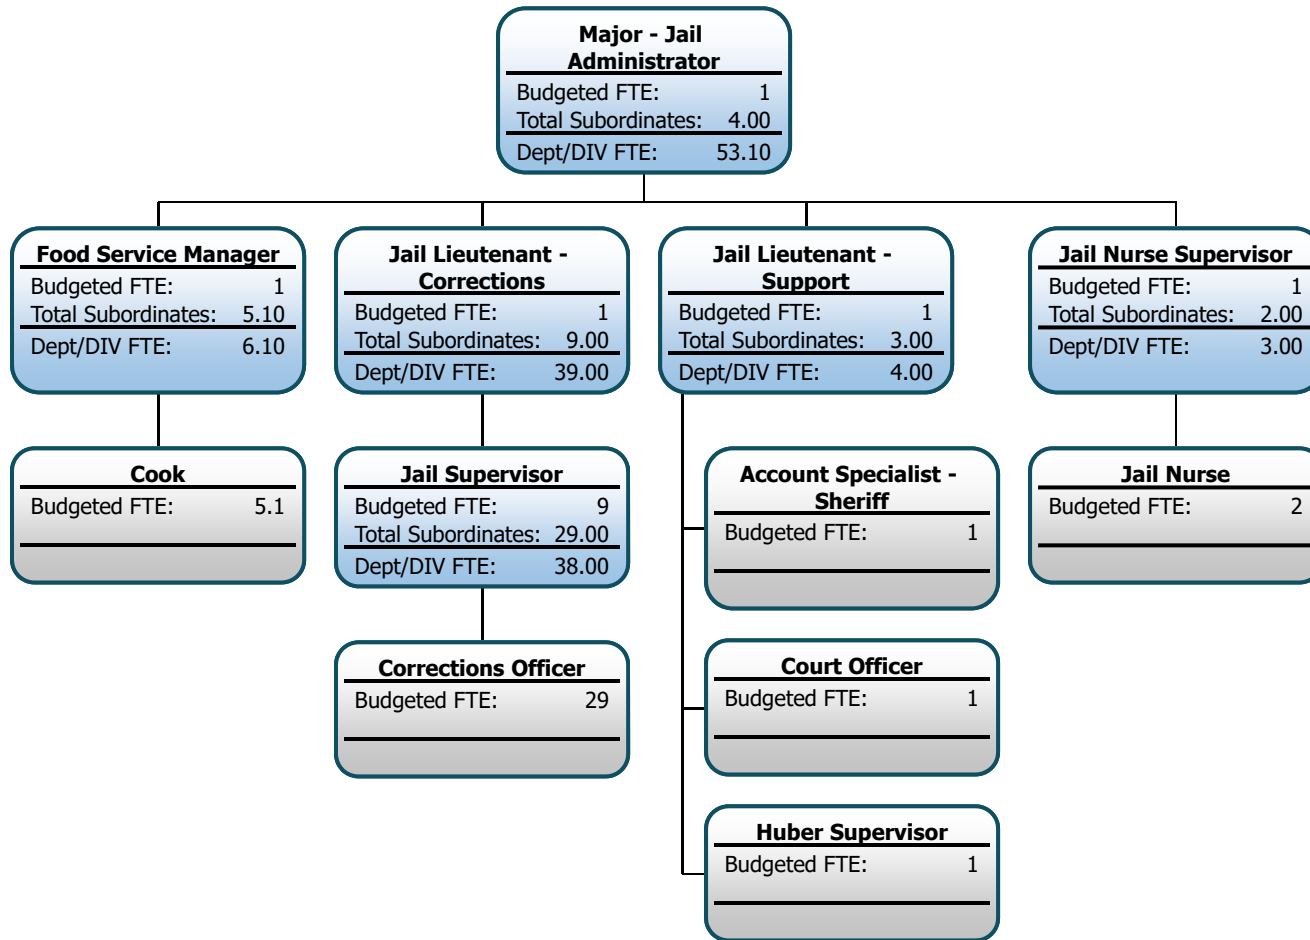 Major - Jail
Administrator
Budgeted FTE: 1
Total Subordinates: 4.00
Dept/DIV FTE: 53.10
Food Service Manager
Budgeted FTE: 1
Total Subordinates: 5.10
Dept/DIV FTE: 6.10
Jail Lieutenant -
Corrections
Budgeted FTE: 1
Total Subordinates: 9.00
Dept/DIV FTE: 39.00
Jail Lieutenant -
Support
Budgeted FTE: 1
Total Subordinates: 3.00
Dept/DIV FTE: 4.00
Jail Nurse Supervisor
Budgeted FTE: 1
Total Subordinates: 2.00
Dept/DIV FTE: 3.00
Cook
Budgeted FTE: 5.1
Jail Supervisor
Budgeted FTE: 9
Total Subordinates: 29.00
Dept/DIV FTE: 38.00
Account Specialist -
Sheriff
Budgeted FTE: 1
Jail Nurse
Budgeted FTE: 2
Corrections Officer
Budgeted FTE: 29
Court Officer
Budgeted FTE: 1
Huber Supervisor
Budgeted FTE: 1